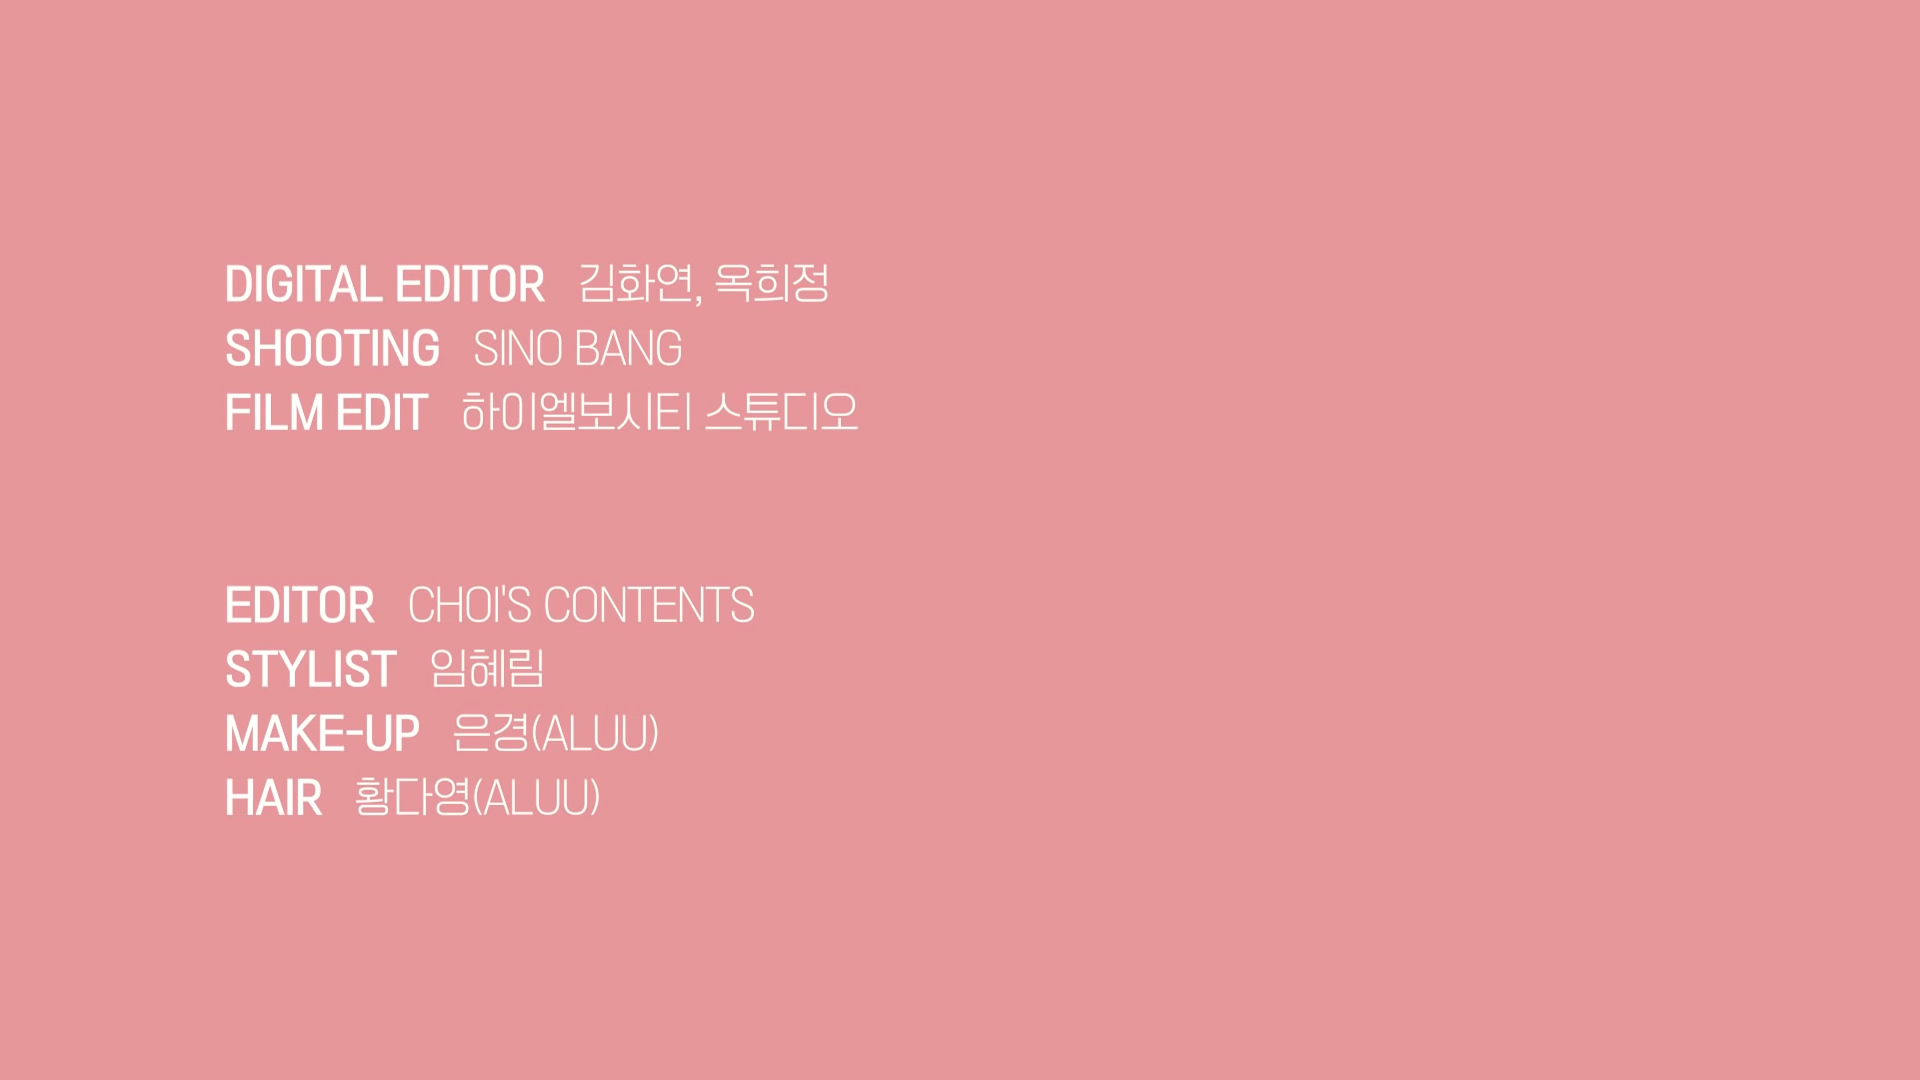 DIGITAL EDITOR 김화연, 옥희정
SHOOTING SINO BANG
FILM EDIT 하이엘보시티 스튜디오
EDITOR CHOI'S CONTENTS
STYLIST 임혜림
MAKE-UP 은경(ALUU)
HAIR 황다영(ALUU)